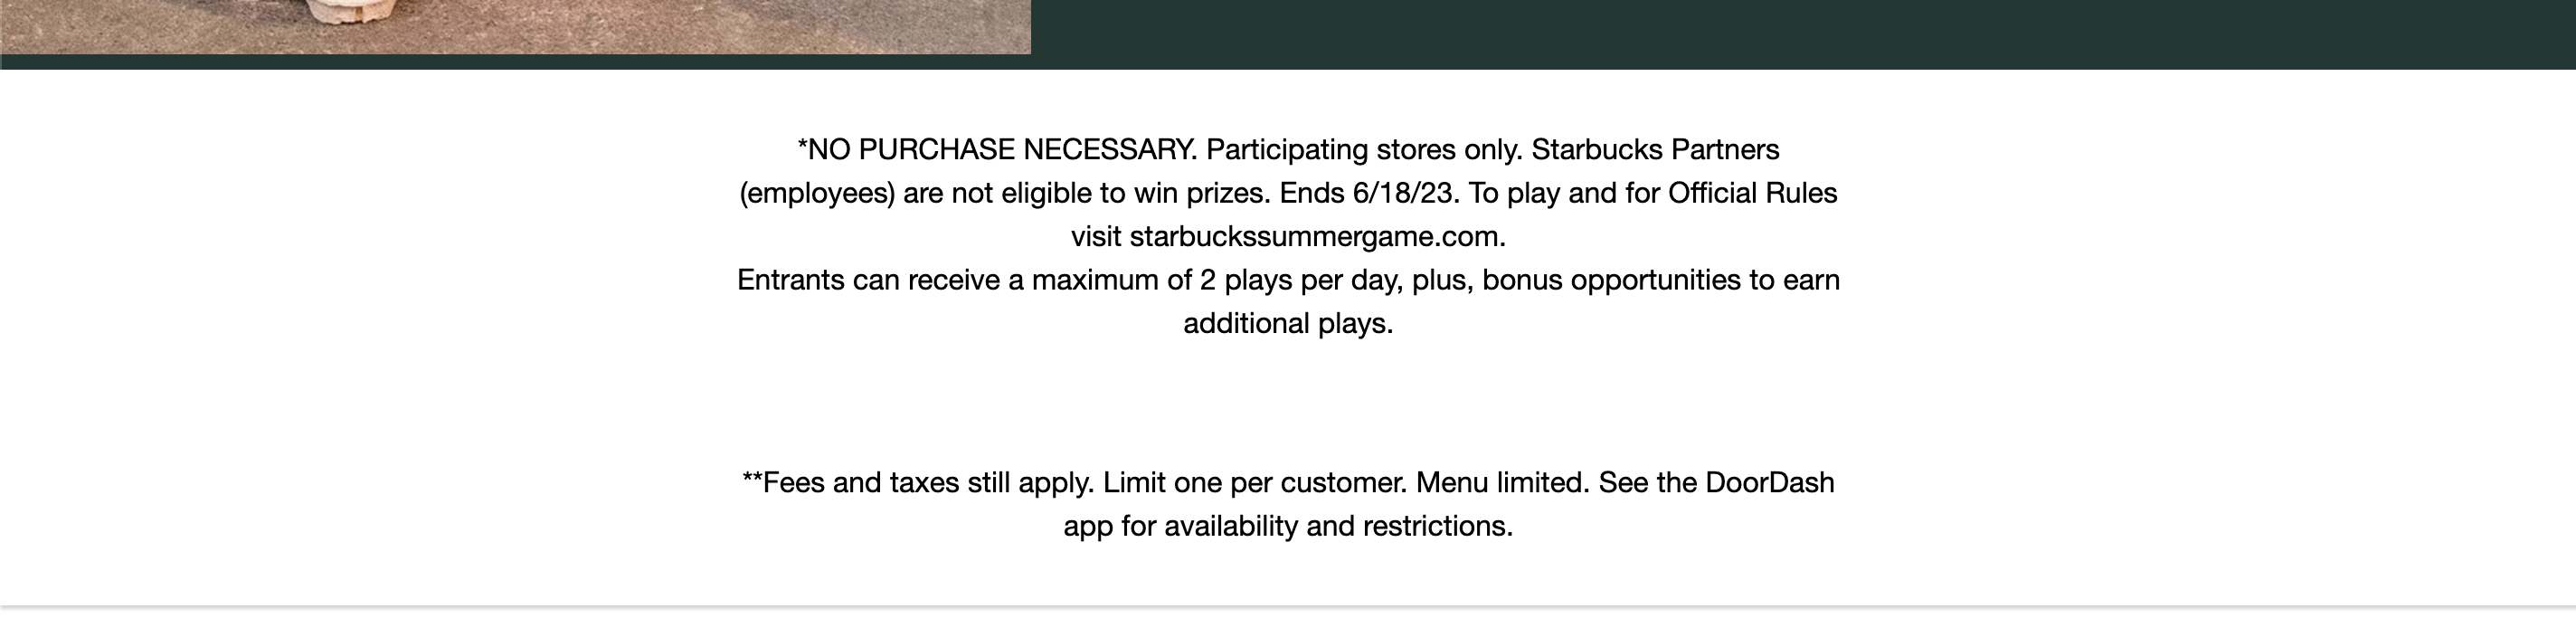 *NO PURCHASE NECESSARY. Participating stores only. Starbucks Partners
(employees) are not eligible to win prizes. Ends 6/18/23. To play and for Official Rules
visit starbuckssummergame.com.
Entrants can receive a maximum of 2 plays per day, plus, bonus opportunities to earn
additional plays.
**Fees and taxes still apply. Limit one per customer. Menu limited. See the DoorDash
app for availability and restrictions.